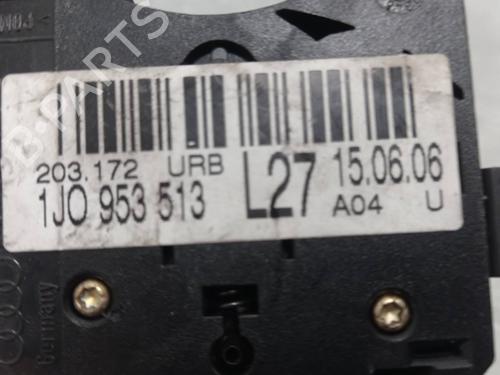 203.172 URB L27 15.06.06
1J0 953 513 A04 U
Germany
B-PARTS